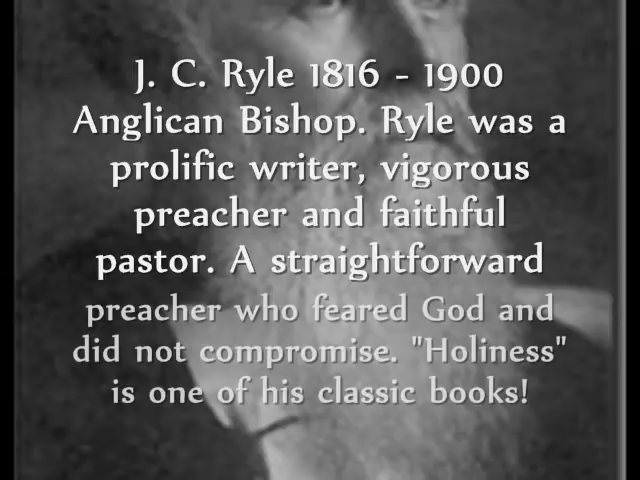 J. C. Ryle 1816 - 1900
Anglican Bishop. Ryle was a
prolific writer, vigorous
preacher and faithful
pastor. A straightforward
preacher who feared God and
did not compromise. "Holiness"
is one of his classic books!